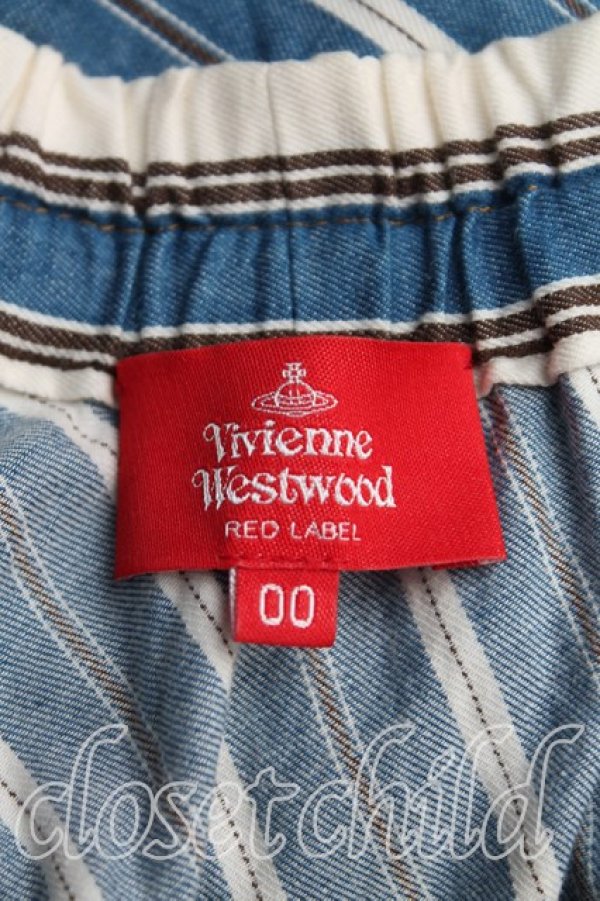 Vivienne
Westwood
RED LABEL
00
closet child